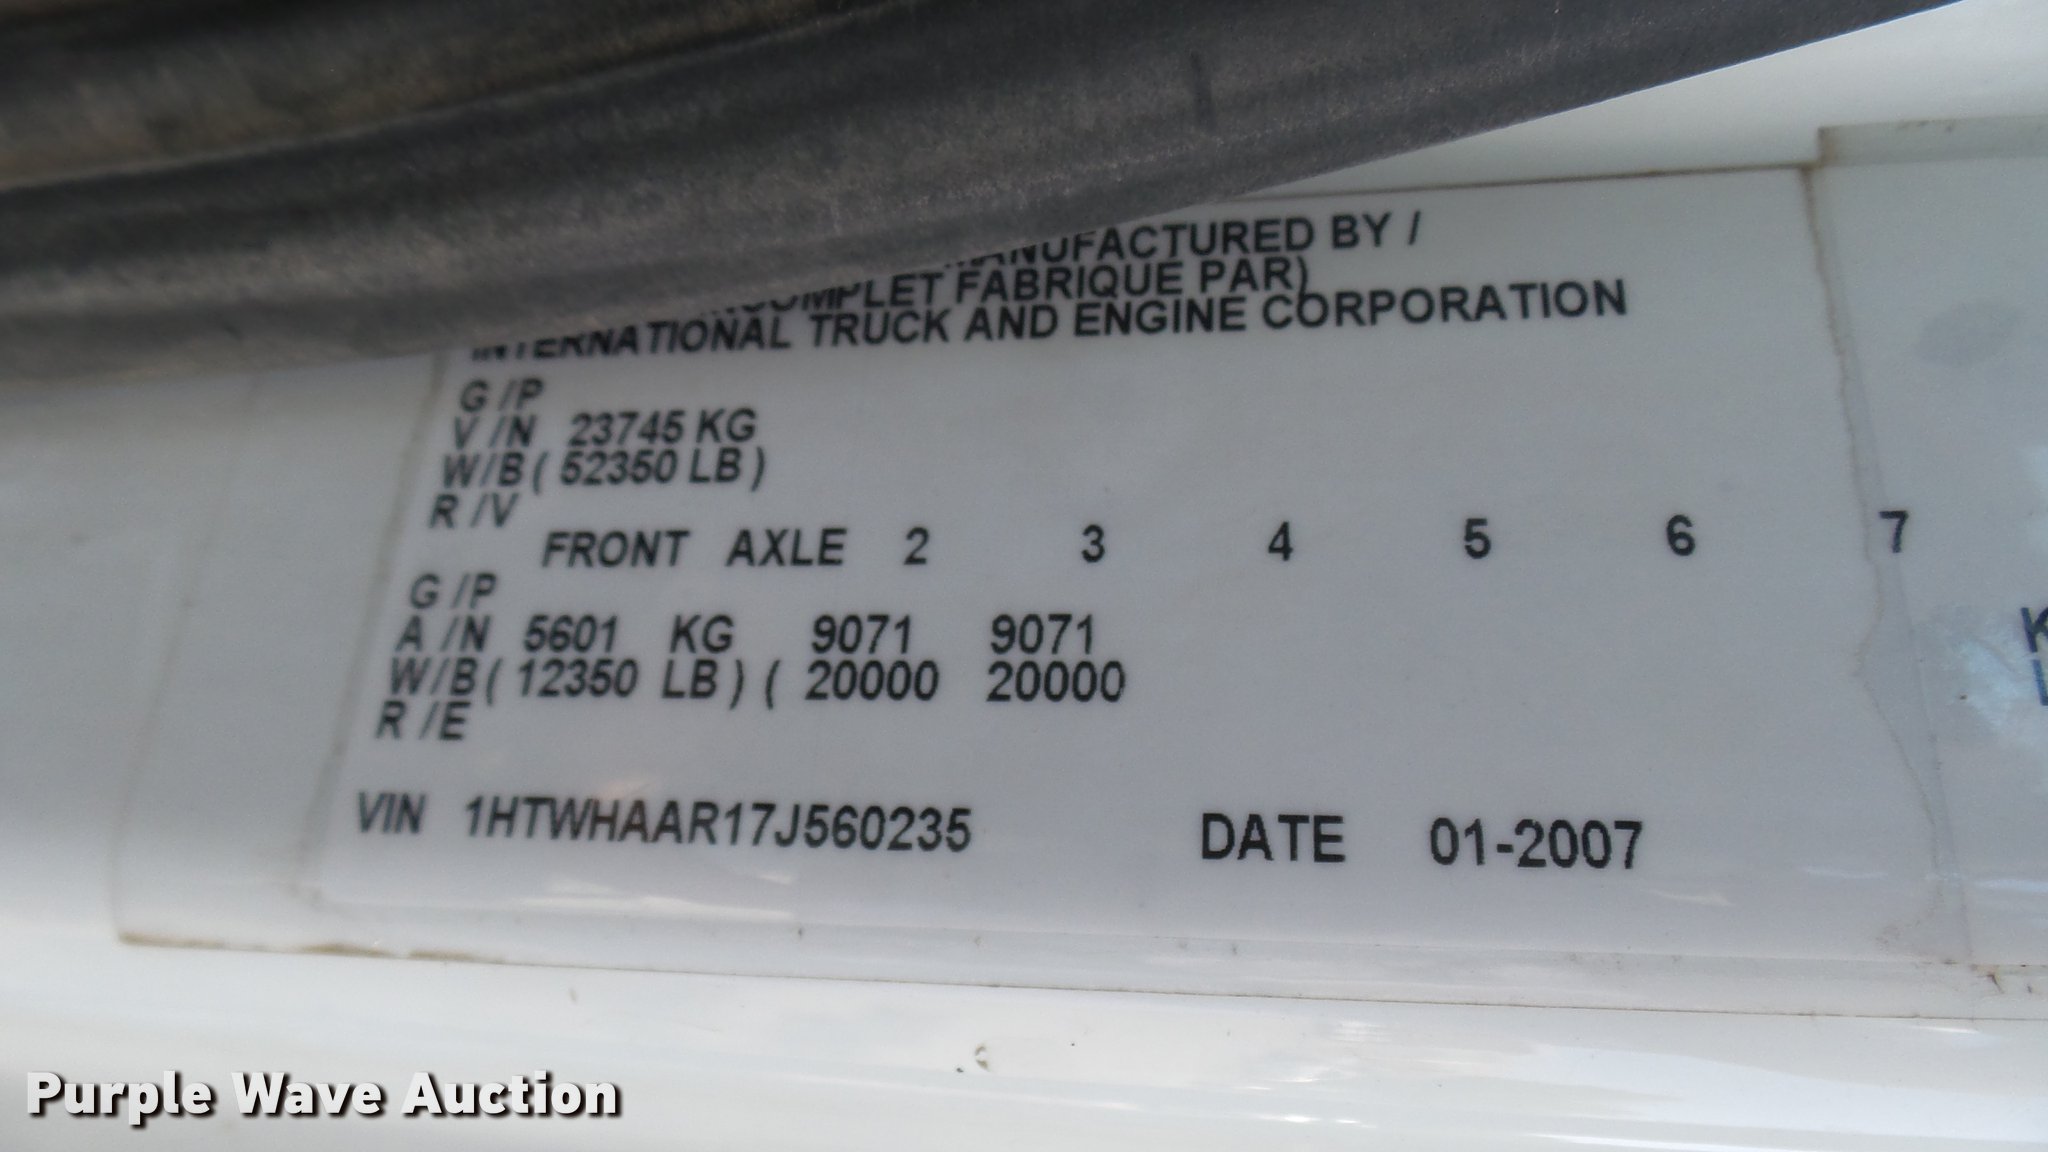 MANUFACTURED BY /
INCOMPLET FABRIQUE PAR)
INTERNATIONAL TRUCK AND ENGINE CORPORATION
G /P
V /N 23745 KG
W/B ( 52350 LB )
R /V
FRONT AXLE 2 3 4 5 6 7
G /P
A /N 5601 KG 9071 9071
W/B ( 12350 LB ) ( 20000 20000
R /E
VIN 1HTWHAAR17J560235 DATE 01-2007
Purple Wave Auction